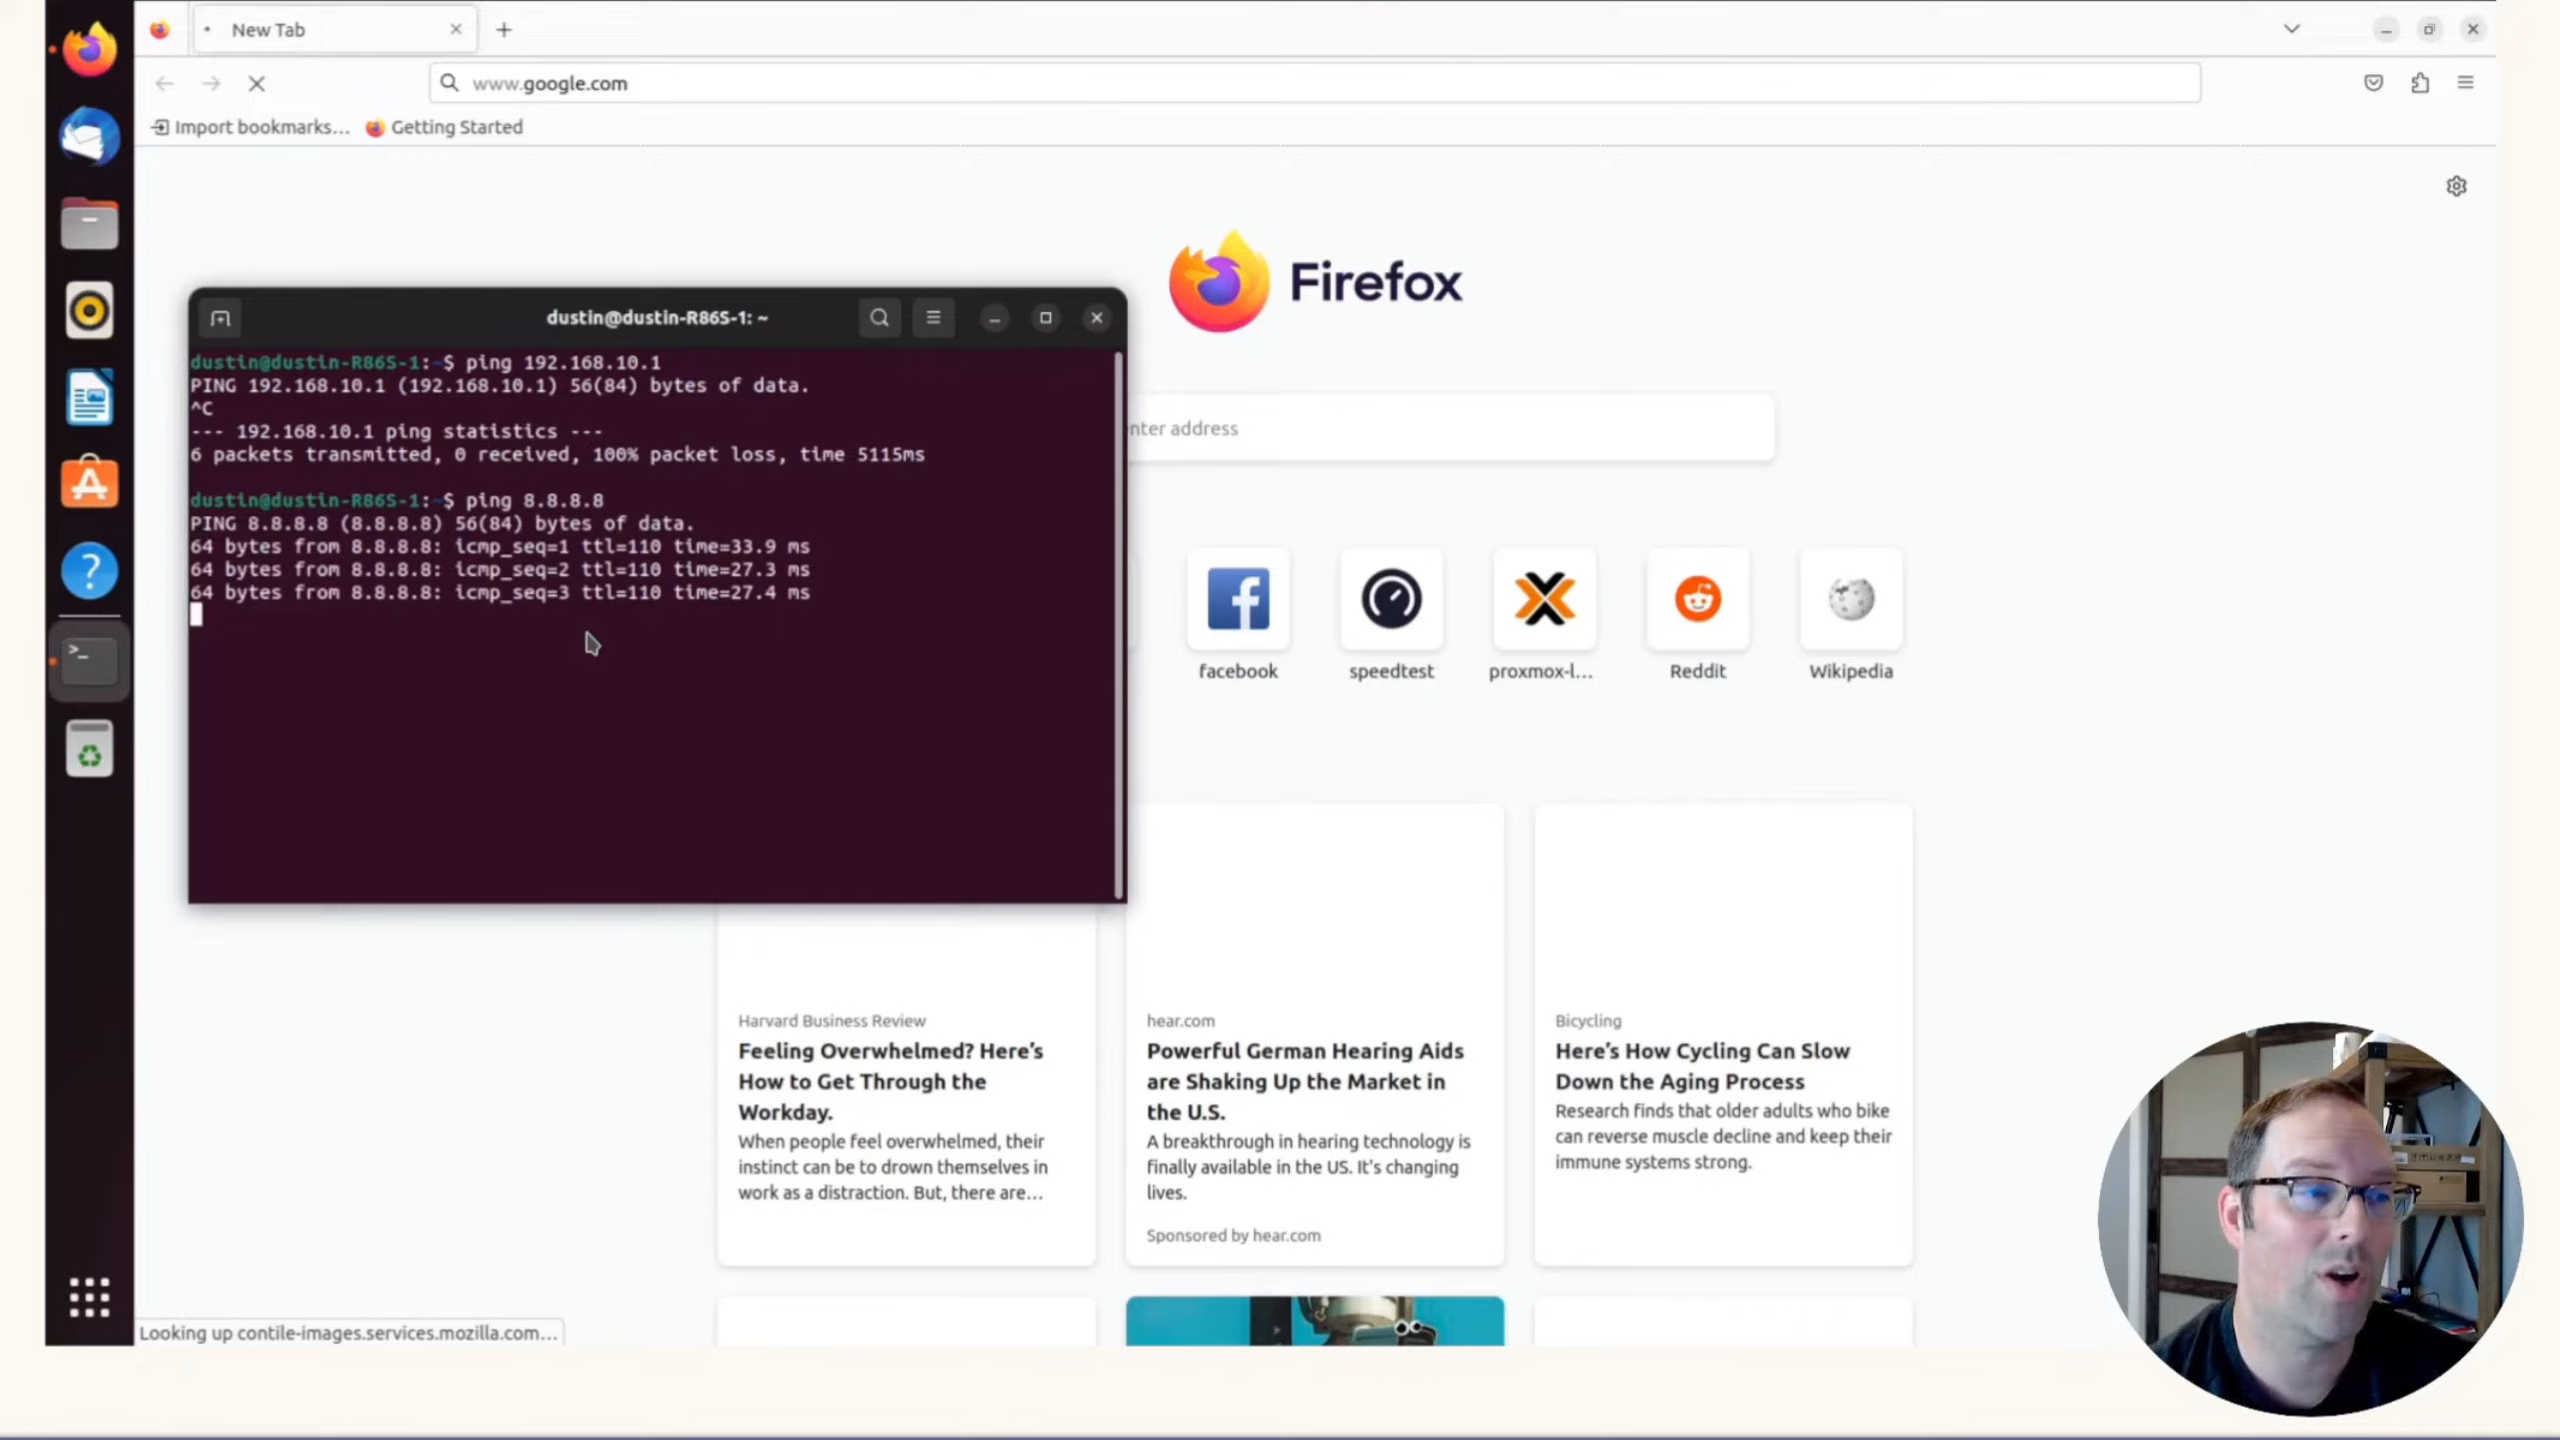 New Tab
www.google.com
Import bookmarks...
Getting Started
Firefox
dustin@dustin-R86S-1: ~
dustin@dustin-R86S-1:~$ ping 192.168.10.1
PING 192.168.10.1 (192.168.10.1) 56(84) bytes of data.
^C
--- 192.168.10.1 ping statistics ---
6 packets transmitted, 0 received, 100% packet loss, time 5115ms
dustin@dustin-R86S-1:~$ ping 8.8.8.8
PING 8.8.8.8 (8.8.8.8) 56(84) bytes of data.
64 bytes from 8.8.8.8: icmp_seq=1 ttl=110 time=33.9 ms
64 bytes from 8.8.8.8: icmp_seq=2 ttl=110 time=27.3 ms
64 bytes from 8.8.8.8: icmp_seq=3 ttl=110 time=27.4 ms
enter address
facebook
speedtest
proxmox-l...
Reddit
Wikipedia
Harvard Business Review
Feeling Overwhelmed? Here's
How to Get Through the
Workday.
When people feel overwhelmed, their
instinct can be to drown themselves in
work as a distraction. But, there are...
hear.com
Powerful German Hearing Aids
are Shaking Up the Market in
the U.S.
A breakthrough in hearing technology is
finally available in the US. It's changing
lives.
Sponsored by hear.com
Bicycling
Here's How Cycling Can Slow
Down the Aging Process
Research finds that older adults who bike
can reverse muscle decline and keep their
immune systems strong.
Looking up contile-images.services.mozilla.com...